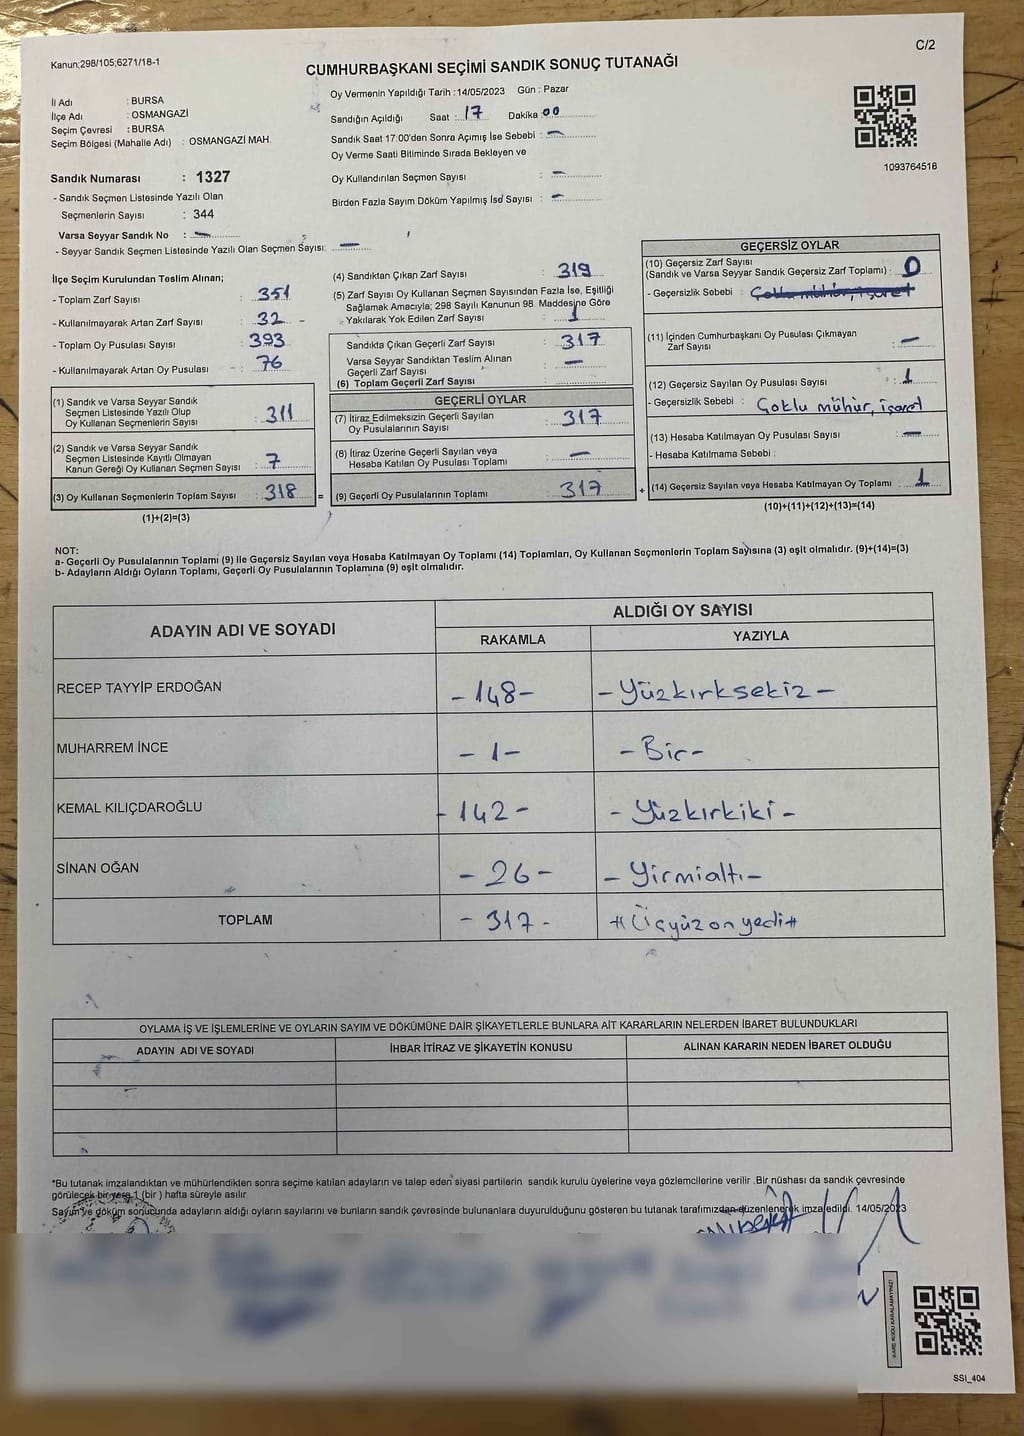 Kanun;298/105;6271/18-1
C/2
CUMHURBAŞKANI SEÇİMİ SANDIK SONUÇ TUTANAĞI
İl Adı : BURSA
İlçe Adı : OSMANGAZİ
Seçim Çevresi : BURSA
Seçim Bölgesi (Mahalle Adı) : OSMANGAZİ MAH.
Oy Vermenin Yapıldığı Tarih :14/05/2023 Gün : Pazar
Sandığın Açıldığı Saat : 17 Dakika 00
Sandık Saat 17:00'den Sonra Açımış İse Sebebi : —
Oy Verme Saati Bitiminde Sırada Bekleyen ve
Oy Kullandırılan Seçmen Sayısı : —
Birden Fazla Sayım Döküm Yapılmış İse Sayısı : —
1093764518
Sandık Numarası : 1327
- Sandık Seçmen Listesinde Yazılı Olan
Seçmenlerin Sayısı : 344
Varsa Seyyar Sandık No : —
- Seyyar Sandık Seçmen Listesinde Yazılı Olan Seçmen Sayısı: —
İlçe Seçim Kurulundan Teslim Alınan;
- Toplam Zarf Sayısı : 351
- Kullanılmayarak Artan Zarf Sayısı : 32 -
- Toplam Oy Pusulası Sayısı : 393
- Kullanılmayarak Artan Oy Pusulası : 76
(1) Sandık ve Varsa Seyyar Sandık
Seçmen Listesinde Yazılı Olup
Oy Kullanan Seçmenlerin Sayısı : 311
(2) Sandık ve Varsa Seyyar Sandık
Seçmen Listesinde Kayıtlı Olmayan
Kanun Gereği Oy Kullanan Seçmen Sayısı : 7
(3) Oy Kullanan Seçmenlerin Toplam Sayısı : 318 =
(1)+(2)=(3)
(4) Sandıktan Çıkan Zarf Sayısı : 319
(5) Zarf Sayısı Oy Kullanan Seçmen Sayısından Fazla İse, Eşitliği
Sağlamak Amacıyla; 298 Sayılı Kanunun 98. Maddesine Göre
Yakılarak Yok Edilen Zarf Sayısı : 1
Sandıkta Çıkan Geçerli Zarf Sayısı : 317
Varsa Seyyar Sandıktan Teslim Alınan
Geçerli Zarf Sayısı : —
(6) Toplam Geçerli Zarf Sayısı :
GEÇERLİ OYLAR
(7) İtiraz Edilmeksizin Geçerli Sayılan
Oy Pusulalarının Sayısı : 317
(8) İtiraz Üzerine Geçerli Sayılan veya
Hesaba Katılan Oy Pusulası Toplamı : —
(9) Geçerli Oy Pusulalarının Toplamı : 317 +
GEÇERSİZ OYLAR
(10) Geçersiz Zarf Sayısı
(Sandık ve Varsa Seyyar Sandık Geçersiz Zarf Toplamı) : 0
- Geçersizlik Sebebi : Çoklu mühür, işaret
(11) İçinden Cumhurbaşkanı Oy Pusulası Çıkmayan
Zarf Sayısı : —
(12) Geçersiz Sayılan Oy Pusulası Sayısı : 1
- Geçersizlik Sebebi : Çoklu mühür, işaret
(13) Hesaba Katılmayan Oy Pusulası Sayısı : —
- Hesaba Katılmama Sebebi :
(14) Geçersiz Sayılan veya Hesaba Katılmayan Oy Toplamı : 1
(10)+(11)+(12)+(13)=(14)
NOT:
a- Geçerli Oy Pusulalarının Toplamı (9) ile Geçersiz Sayılan veya Hesaba Katılmayan Oy Toplamı (14) Toplamları, Oy Kullanan Seçmenlerin Toplam Sayısına (3) eşit olmalıdır. (9)+(14)=(3)
b- Adayların Aldığı Oyların Toplamı, Geçerli Oy Pusulalarının Toplamına (9) eşit olmalıdır.
ADAYIN ADI VE SOYADI
ALDIĞI OY SAYISI
RAKAMLA YAZIYLA
RECEP TAYYİP ERDOĞAN -148- -Yüzkırksekiz-
MUHARREM İNCE -1- -Bir-
KEMAL KILIÇDAROĞLU -142- -Yüzkırkiki-
SİNAN OĞAN -26- -Yirmialtı-
TOPLAM -317- #Üçyüzonyedi#
OYLAMA İŞ VE İŞLEMLERİNE VE OYLARIN SAYIM VE DÖKÜMÜNE DAİR ŞİKAYETLERLE BUNLARA AİT KARARLARIN NELERDEN İBARET BULUNDUKLARI
ADAYIN ADI VE SOYADI İHBAR İTİRAZ VE ŞİKAYETİN KONUSU ALINAN KARARIN NEDEN İBARET OLDUĞU
*Bu tutanak imzalandıktan ve mühürlendikten sonra seçime katılan adayların ve talep eden siyasi partilerin sandık kurulu üyelerine veya gözlemcilerine verilir .Bir nüshası da sandık çevresinde
görülecek bir yere 1 (bir ) hafta süreyle asılır.
Sayım ve döküm sonucunda adayların aldığı oyların sayılarını ve bunların sandık çevresinde bulunanlara duyurulduğunu gösteren bu tutanak tarafımızdan düzenlenerek imza edildi. 14/05/2023
KARE KODU KARALAMAYINIZ!
SSI_404